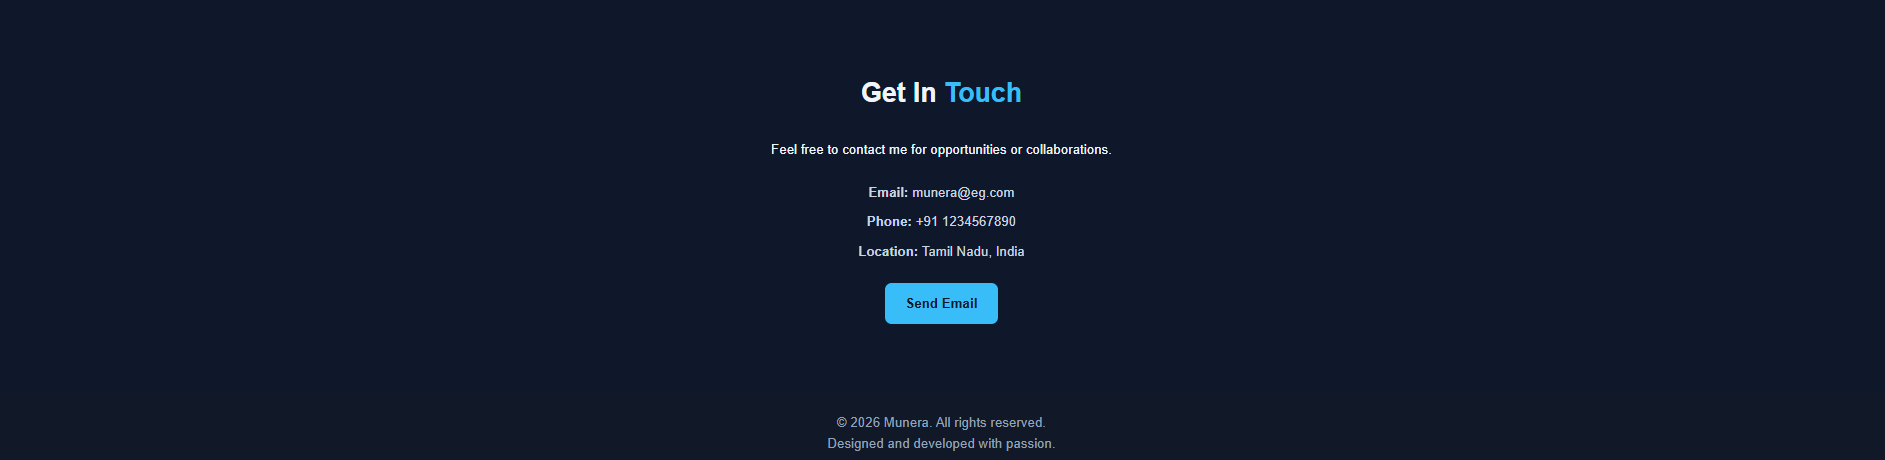 Get In Touch
Feel free to contact me for opportunities or collaborations.
Email: munera@eg.com
Phone: +91 1234567890
Location: Tamil Nadu, India
Send Email
© 2026 Munera. All rights reserved.
Designed and developed with passion.